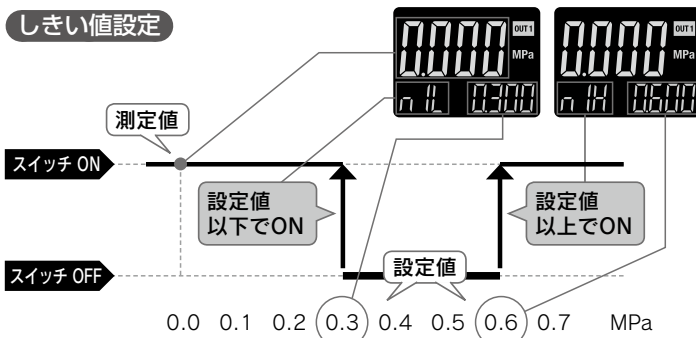 しきい値設定
0.000
OUT1
MPa
n 1L
0.300
0.000
OUT1
MPa
n 1H
0.600
測定値
スイッチ ON
設定値
以下でON
設定値
以上でON
スイッチ OFF
設定値
0.0 0.1 0.2 0.3 0.4 0.5 0.6 0.7 MPa